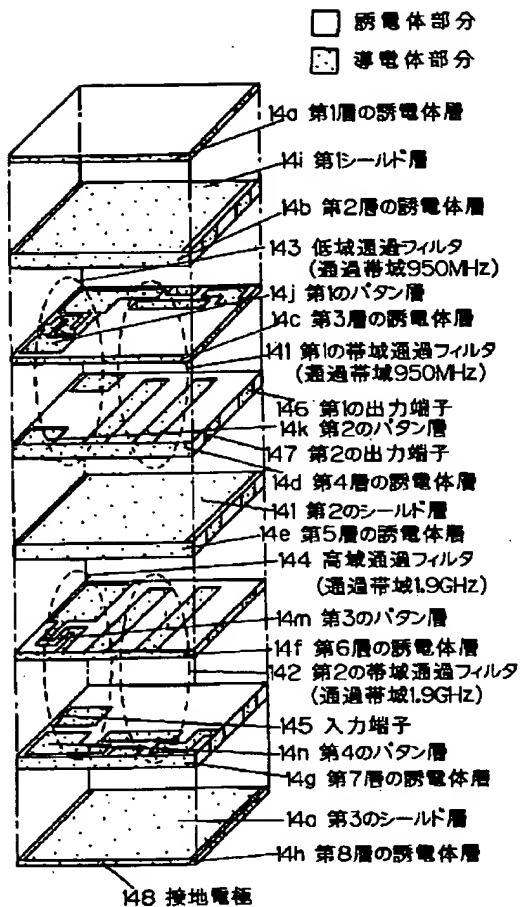 誘電体部分
導電体部分
14a 第1層の誘電体層
14i 第1シールド層
14b 第2層の誘電体層
143 低域通過フィルタ
(通過帯域950MHz)
14j 第1のパタン層
14c 第3層の誘電体層
141 第1の帯域通過フィルタ
(通過帯域950MHz)
146 第1の出力端子
14k 第2のパタン層
147 第2の出力端子
14d 第4層の誘電体層
14l 第2のシールド層
14e 第5層の誘電体層
144 高域通過フィルタ
(通過帯域1.9GHz)
14m 第3のパタン層
14f 第6層の誘電体層
142 第2の帯域通過フィルタ
(通過帯域1.9GHz)
145 入力端子
14n 第4のパタン層
14g 第7層の誘電体層
14o 第3のシールド層
14h 第8層の誘電体層
148 接地電極